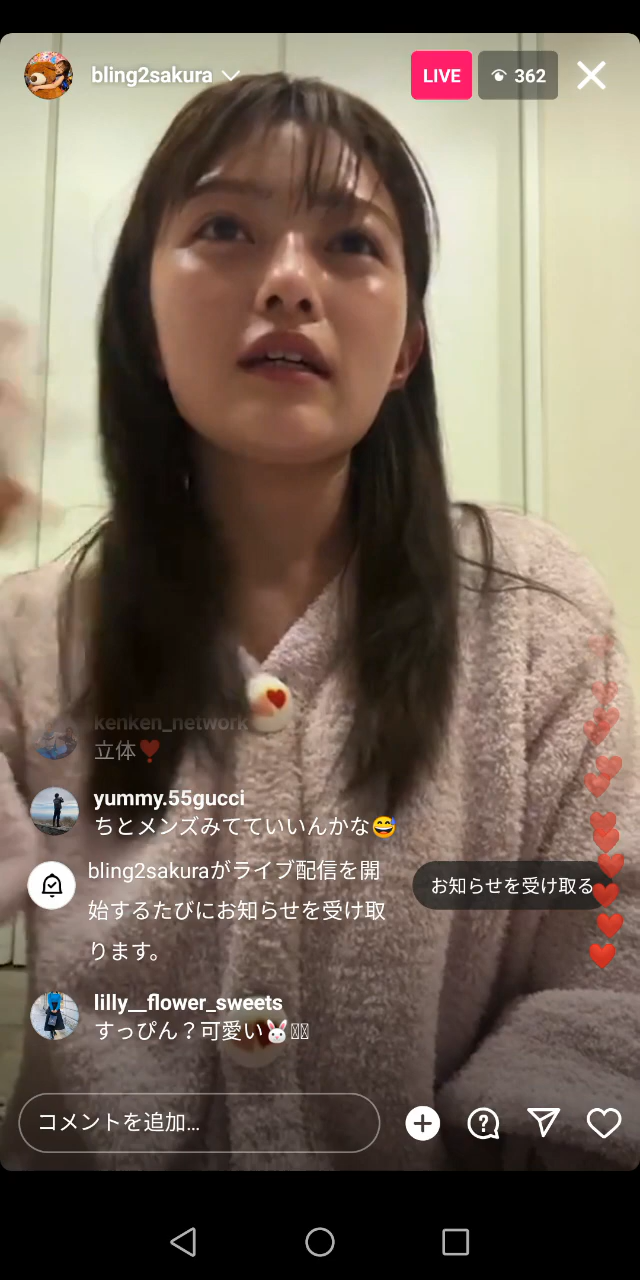 bling2sakura
LIVE
362
kenken_network
立体❣️
yummy.55gucci
ちとメンズみてていいんかな😅
bling2sakuraがライブ配信を開
始するたびにお知らせを受け取
ります。
お知らせを受け取る
lilly__flower_sweets
すっぴん？可愛い🐰
コメントを追加...